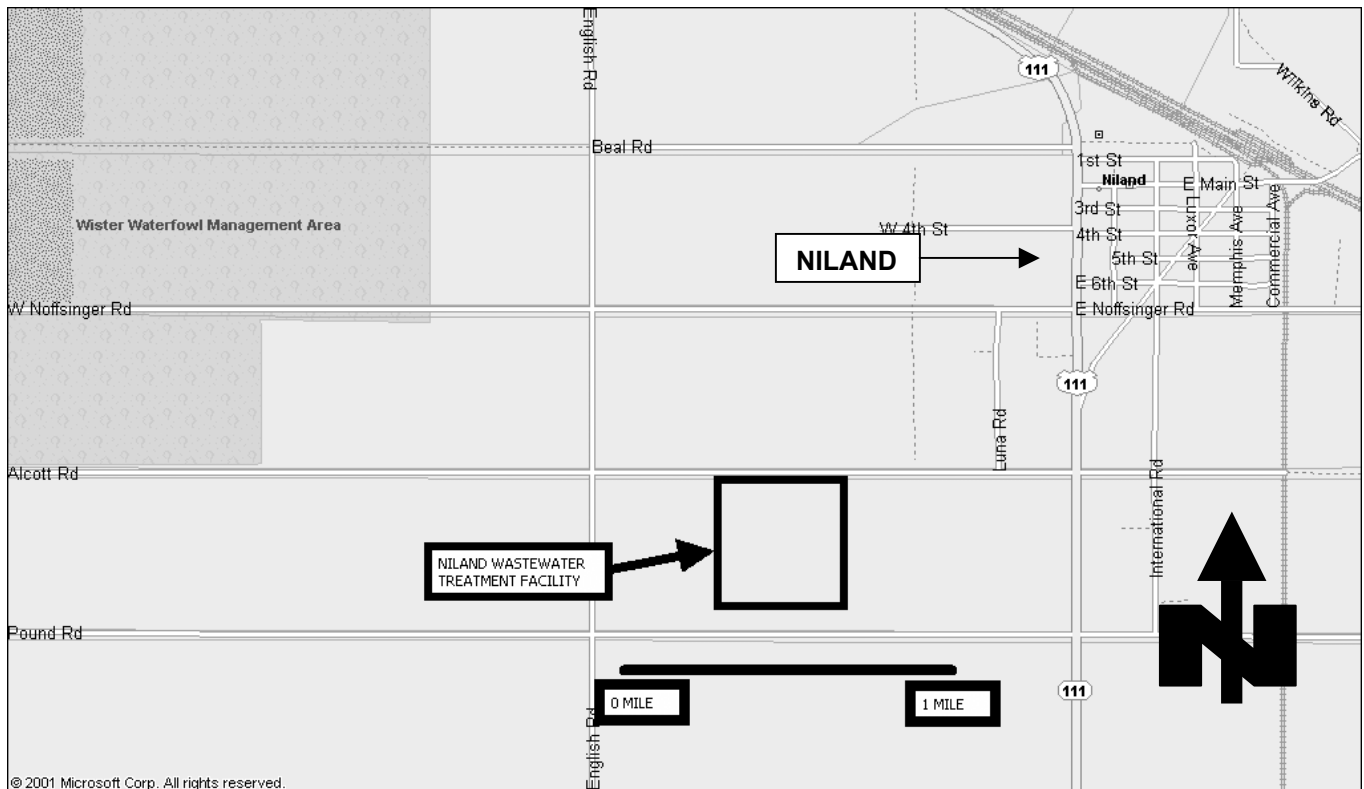 English Rd
111
Wilkins Rd
Beal Rd
1st St
Niland
E Main St
Wister Waterfowl Management Area
3rd St
W 4th St
4th St
Luxor Ave
Memphis Ave
Commercial Ave
NILAND
5th St
E 6th St
W Noffsinger Rd
E Noffsinger Rd
111
Luna Rd
Alcott Rd
International Rd
NILAND WASTEWATER
TREATMENT FACILITY
N
Pound Rd
0 MILE
1 MILE
111
English Rd
© 2001 Microsoft Corp. All rights reserved.